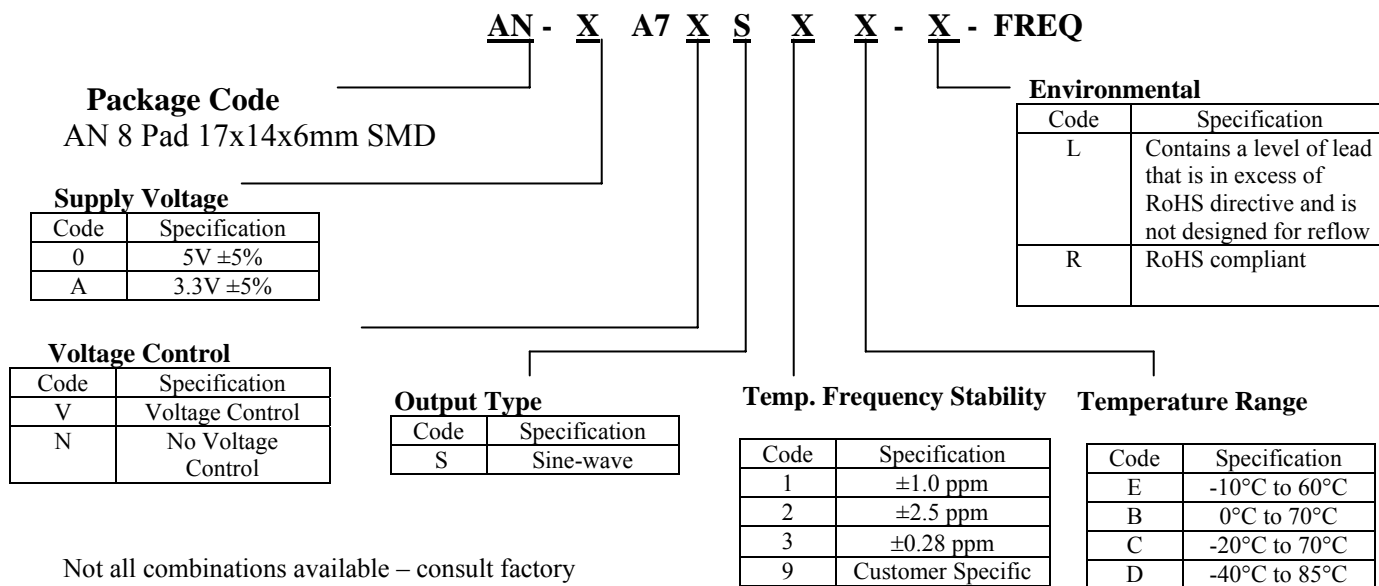 AN - X A7 X S X X - X - FREQ
Package Code
AN 8 Pad 17x14x6mm SMD
Supply Voltage
Code Specification
0 5V ±5%
A 3.3V ±5%
Environmental
Code Specification
L Contains a level of lead
that is in excess of
RoHS directive and is
not designed for reflow
R RoHS compliant
Voltage Control
Code Specification
V Voltage Control
N No Voltage
Control
Output Type
Code Specification
S Sine-wave
Temp. Frequency Stability
Code Specification
1 ±1.0 ppm
2 ±2.5 ppm
3 ±0.28 ppm
9 Customer Specific
Temperature Range
Code Specification
E -10°C to 60°C
B 0°C to 70°C
C -20°C to 70°C
D -40°C to 85°C
Not all combinations available – consult factory